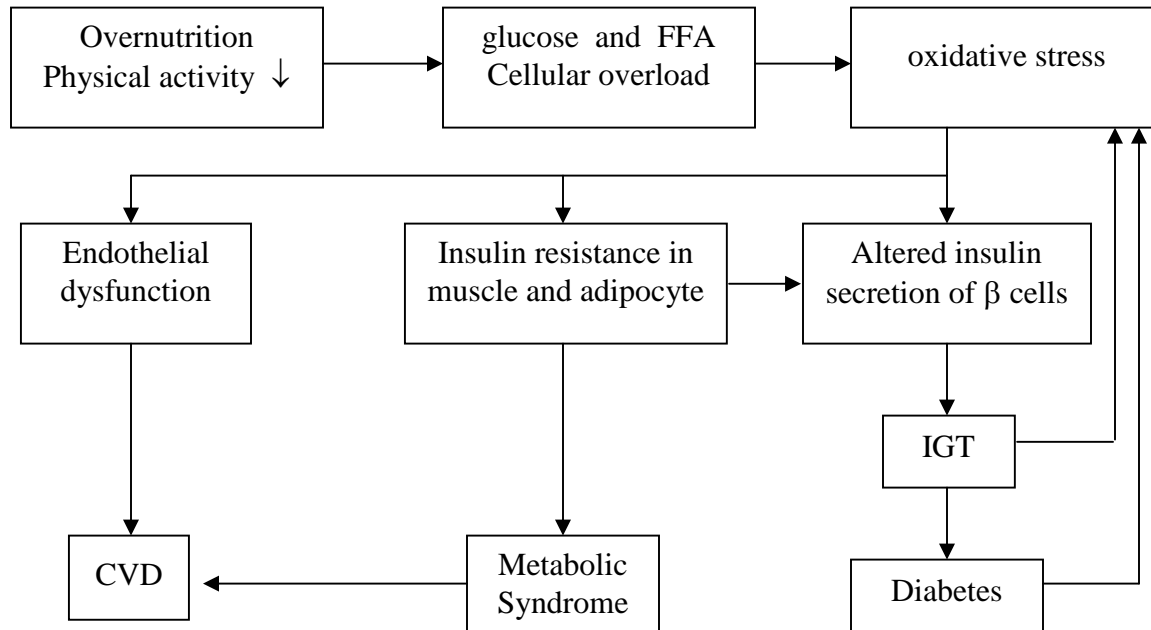 Overnutrition
Physical activity ↓
glucose and FFA
Cellular overload
oxidative stress
Endothelial
dysfunction
Insulin resistance in
muscle and adipocyte
Altered insulin
secretion of β cells
IGT
CVD
Metabolic
Syndrome
Diabetes